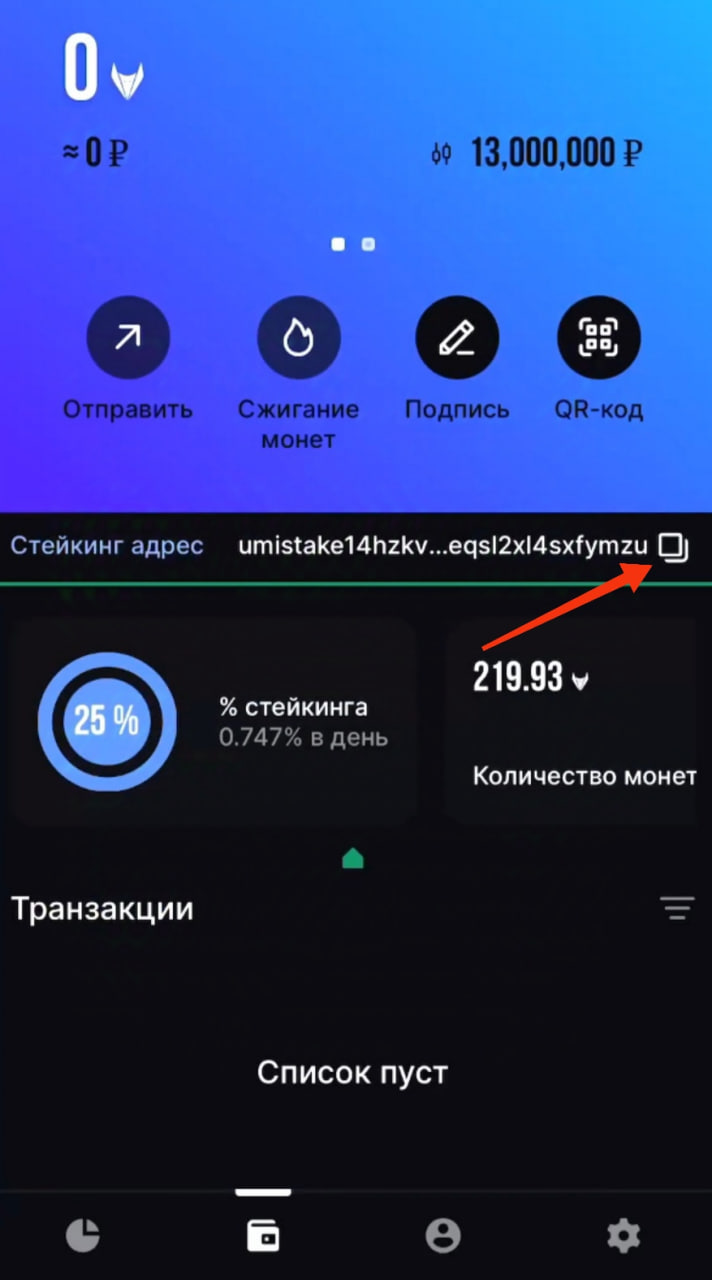 0
≈ 0 ₽
13,000,000 ₽
Отправить
Сжигание
монет
Подпись
QR-код
Стейкинг адрес
umistake14hzkv...eqsl2xl4sxfymzu
25 %
% стейкинга
0.747% в день
219.93
Количество монет
Транзакции
Список пуст